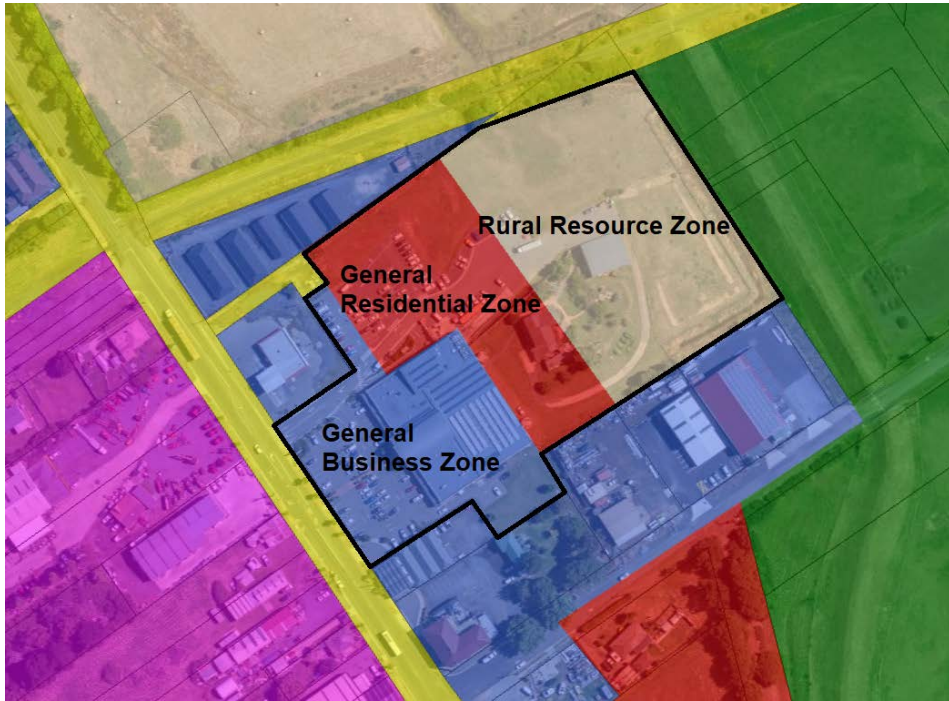 Rural Resource Zone
General
Residential Zone
General
Business Zone